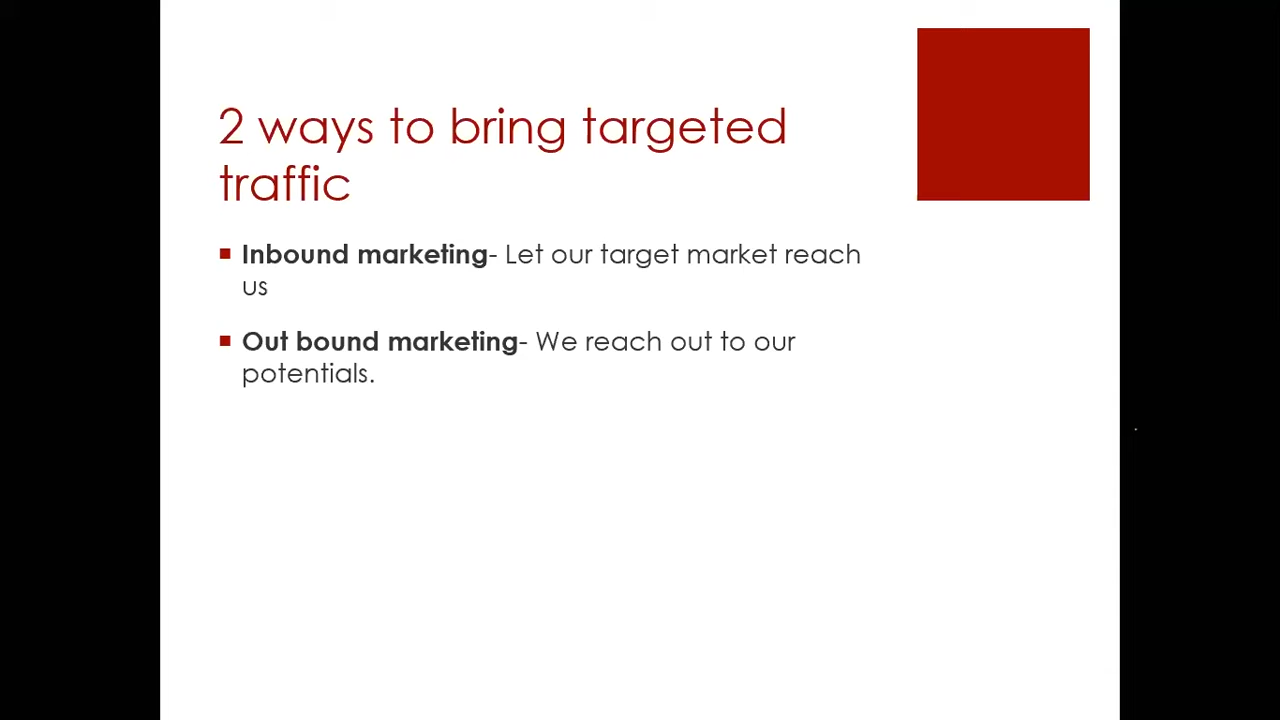 2 ways to bring targeted
traffic
Inbound marketing- Let our target market reach
us
Out bound marketing- We reach out to our
potentials.